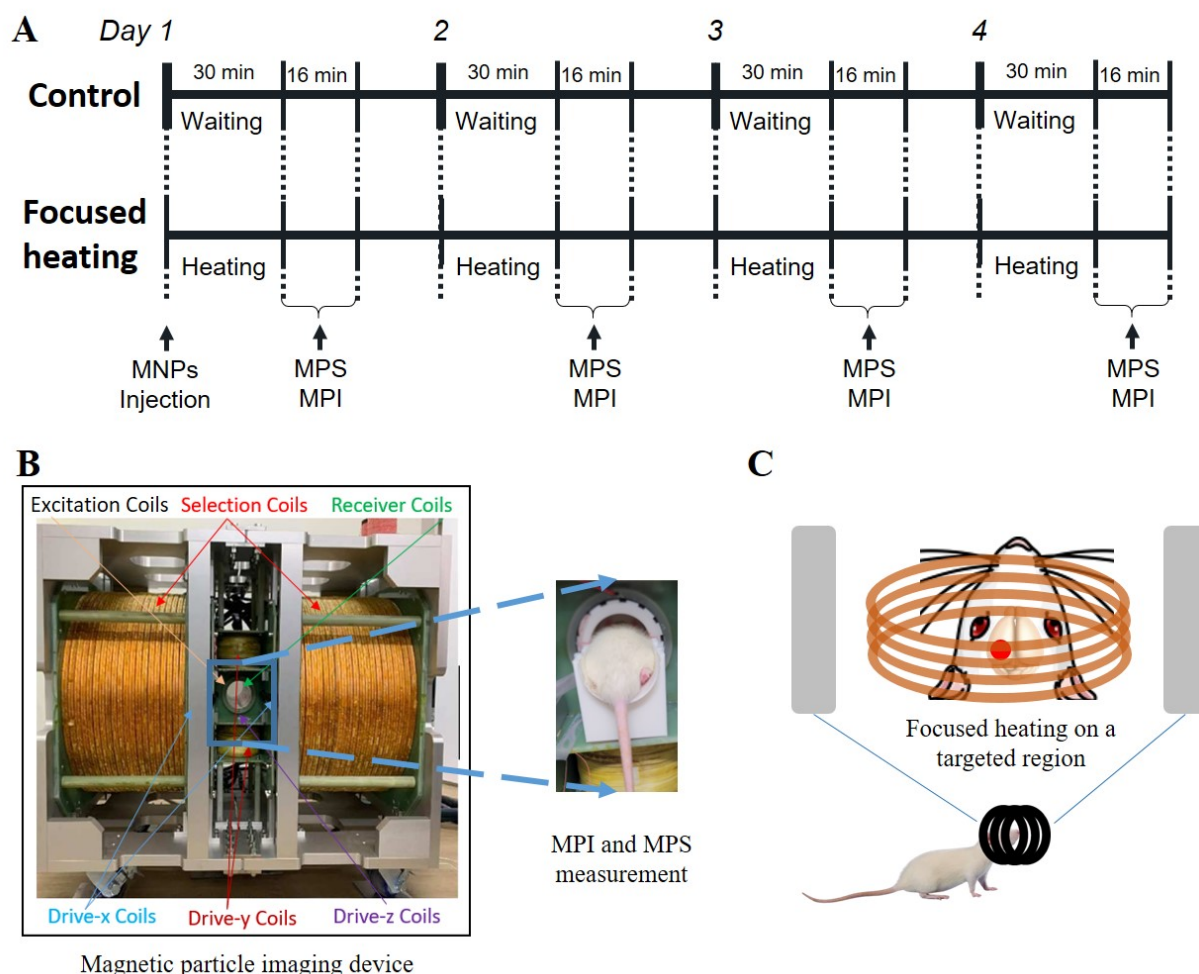 A
Day 1 2 3 4
Control
30 min 16 min 30 min 16 min 30 min 16 min 30 min 16 min
Waiting Waiting Waiting Waiting
Focused
heating
Heating Heating Heating Heating
MNPs MPS MPS MPS MPS
Injection MPI MPI MPI MPI
B
Excitation Coils Selection Coils Receiver Coils
Drive-x Coils Drive-y Coils Drive-z Coils
Magnetic particle imaging device
MPI and MPS
measurement
C
Focused heating on a
targeted region